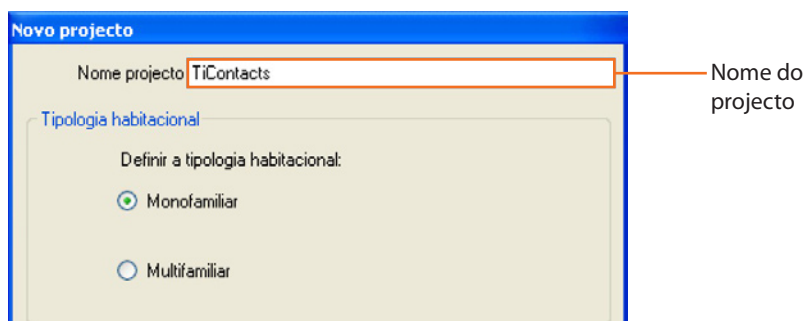 Novo projecto
Nome projecto TiContacts
Nome do
projecto
Tipologia habitacional
Definir a tipologia habitacional:
Monofamiliar
Multifamiliar